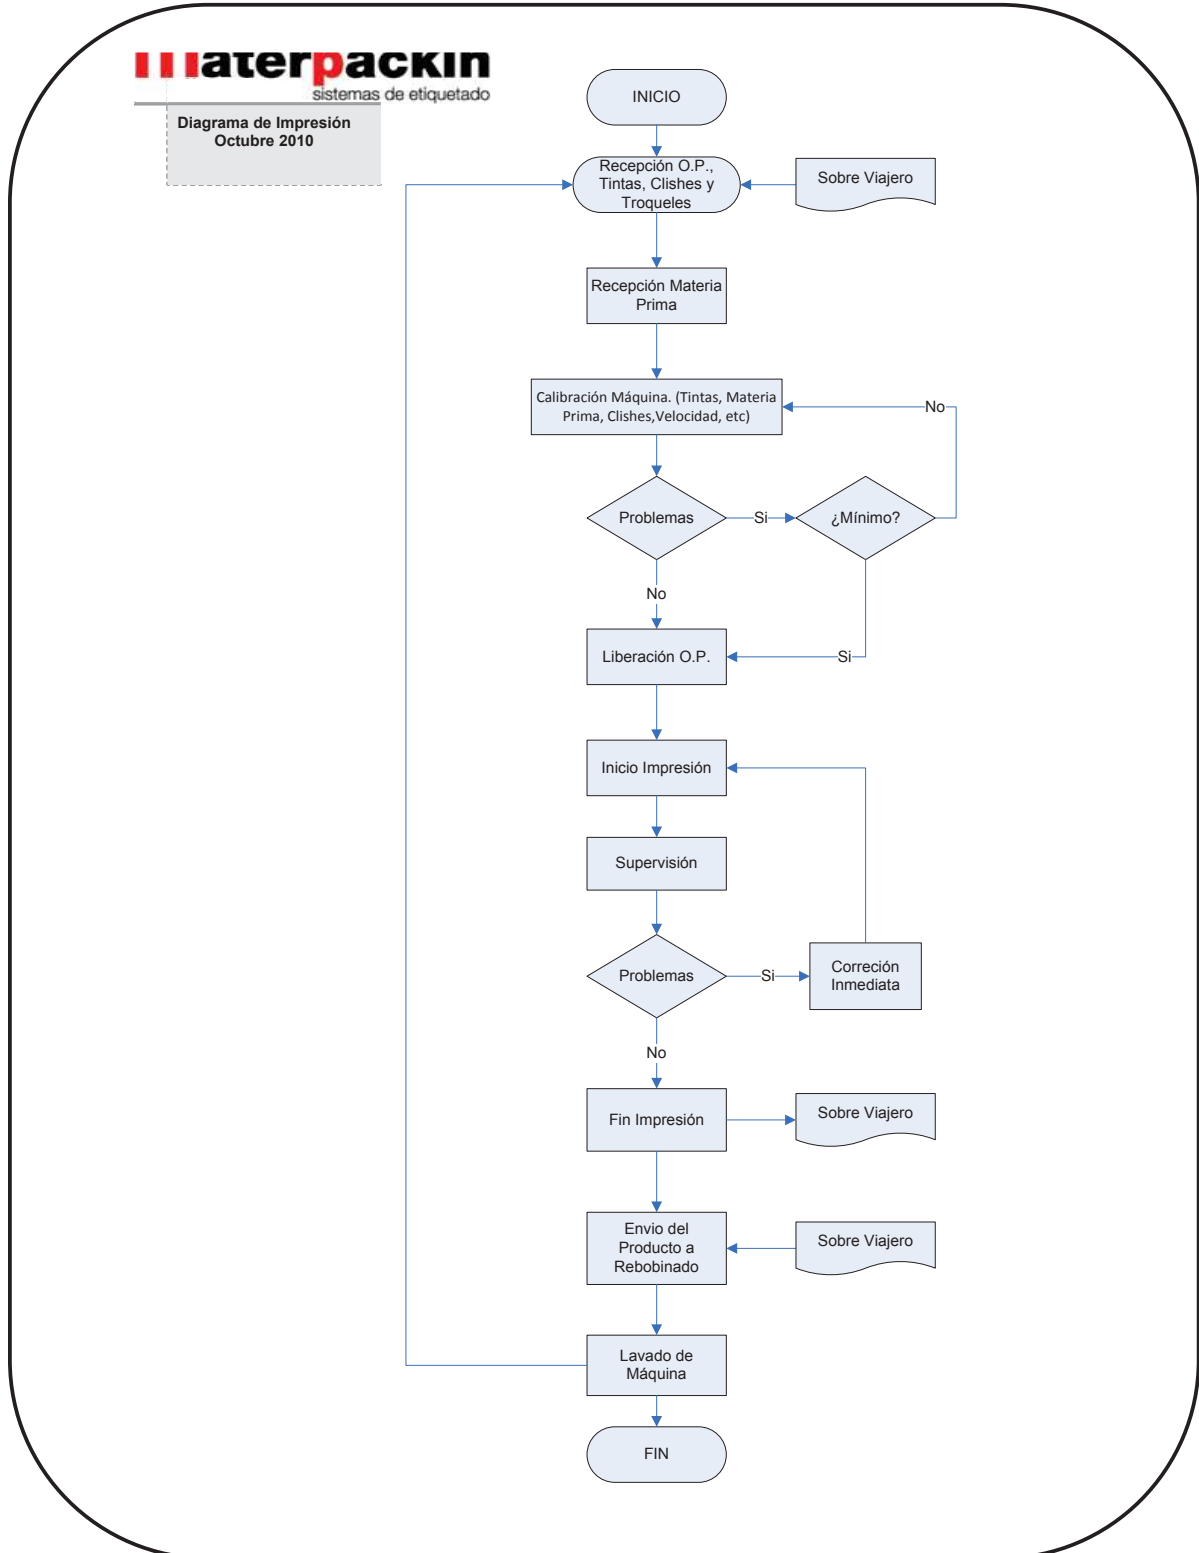 materpackin
sistemas de etiquetado
Diagrama de Impresión
Octubre 2010
INICIO
Recepción O.P.,
Tintas, Clishes y
Troqueles
Sobre Viajero
Recepción Materia
Prima
Calibración Máquina. (Tintas, Materia
Prima, Clishes,Velocidad, etc)
No
Problemas
Si
¿Mínimo?
No
Liberación O.P.
Si
Inicio Impresión
Supervisión
Problemas
Si
Correción
Inmediata
No
Fin Impresión
Sobre Viajero
Envio del
Producto a
Rebobinado
Sobre Viajero
Lavado de
Máquina
FIN